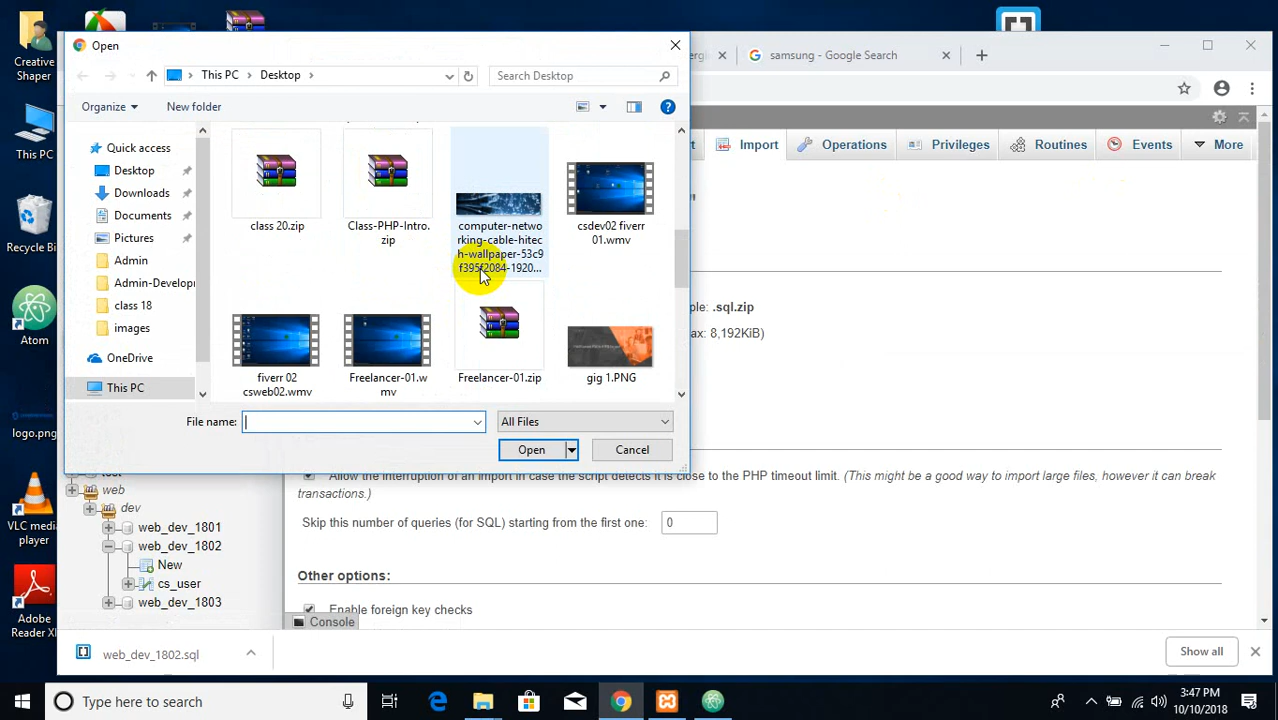 Creative
Shaper
This PC
Recycle Bi
Atom
logo.png
VLC media
player
Adobe
Reader XI
Open
This PC
Desktop
Search Desktop
Organize
New folder
Quick access
Desktop
Downloads
Documents
Pictures
Admin
Admin-Develop
class 18
images
OneDrive
This PC
class 20.zip
Class-PHP-Intro.
zip
computer-netwo
rking-cable-hitec
h-wallpaper-53c9
f395f2084-1920...
csdev02 fiverr
01.wmv
fiverr 02
csweb02.wmv
Freelancer-01.w
mv
Freelancer-01.zip
gig 1.PNG
File name:
All Files
Open
Cancel
samsung - Google Search
Import
Operations
Privileges
Routines
Events
More
ple: .sql.zip
ax: 8,192KiB)
Allow the interruption of an import in case the script detects it is close to the PHP timeout limit. (This might be a good way to import large files, however it can break
transactions.)
Skip this number of queries (for SQL) starting from the first one:
0
Other options:
Enable foreign key checks
Console
web
dev
web_dev_1801
web_dev_1802
New
cs_user
web_dev_1803
web_dev_1802.sql
Show all
Type here to search
3:47 PM
10/10/2018